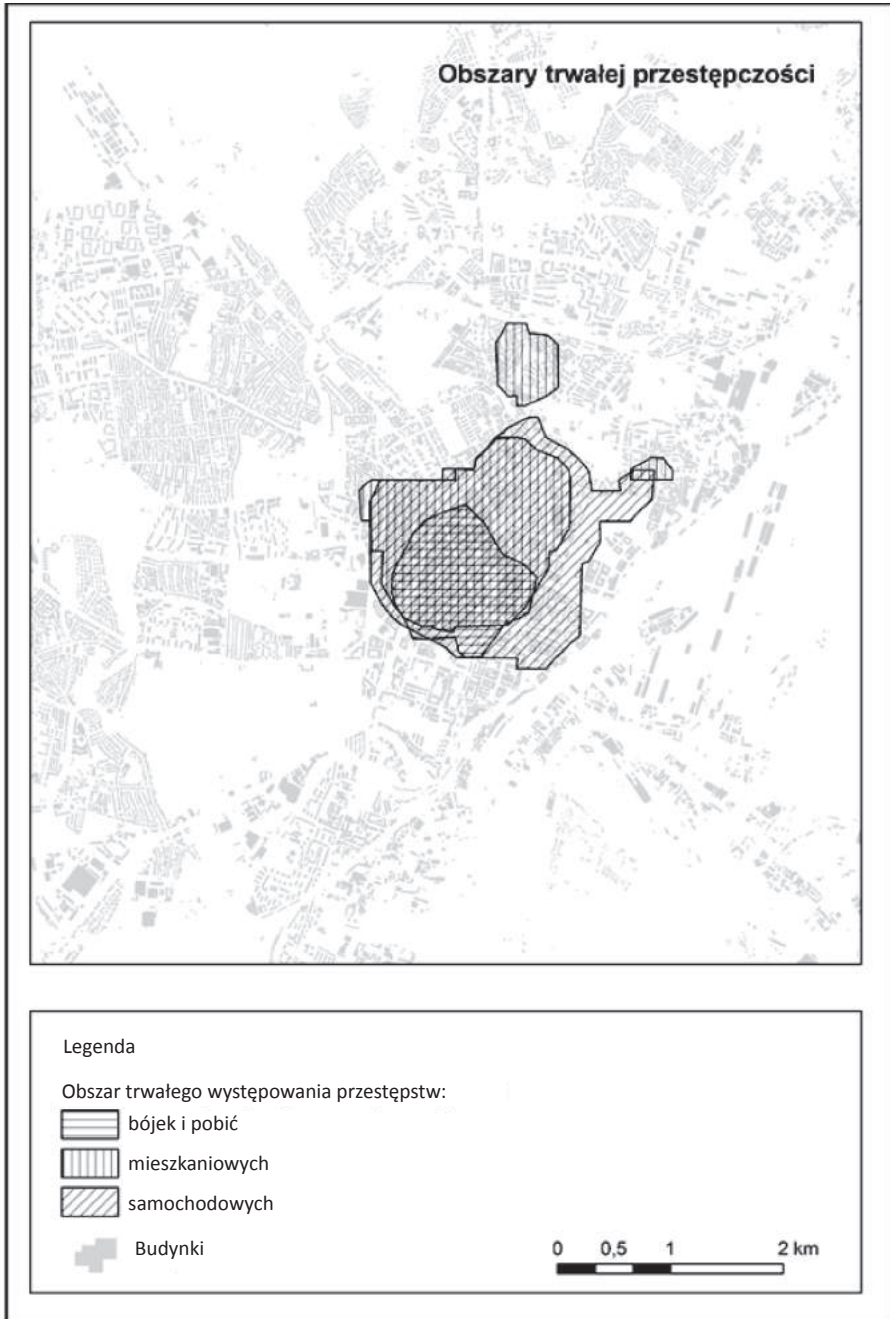 Obszary trwałej przestępczości
Legenda
Obszar trwałego występowania przestępstw:
bójek i pobić
mieszkaniowych
samochodowych
Budynki
0 0,5 1 2 km